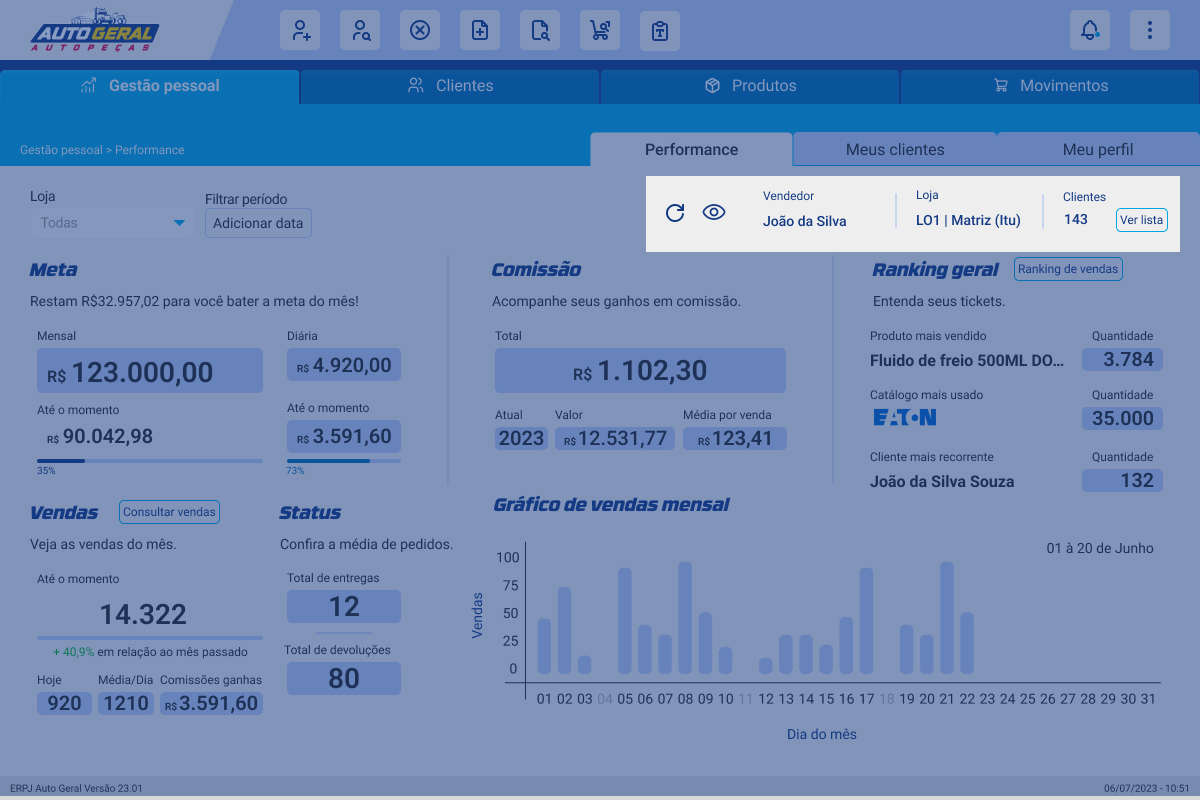 AUTO GERAL
AUTOPEÇAS
Gestão pessoal
Clientes
Produtos
Movimentos
Gestão pessoal > Performance
Performance
Meus clientes
Meu perfil
Loja
Todas
Filtrar período
Adicionar data
Vendedor
João da Silva
Loja
LO1 | Matriz (Itu)
Clientes
143
Ver lista
Meta
Restam R$32.957,02 para você bater a meta do mês!
Mensal
R$ 123.000,00
Até o momento
R$ 90.042,98
35%
Diária
R$ 4.920,00
Até o momento
R$ 3.591,60
73%
Comissão
Acompanhe seus ganhos em comissão.
Total
R$ 1.102,30
Atual
2023
Valor
R$ 12.531,77
Média por venda
R$ 123,41
Ranking geral
Ranking de vendas
Entenda seus tickets.
Produto mais vendido
Fluido de freio 500ML DO...
Quantidade
3.784
Catálogo mais usado
EATON
Quantidade
35.000
Cliente mais recorrente
João da Silva Souza
Quantidade
132
Vendas
Consultar vendas
Veja as vendas do mês.
Até o momento
14.322
+ 40,9% em relação ao mês passado
Hoje
920
Média/Dia
1210
Comissões ganhas
R$ 3.591,60
Status
Confira a média de pedidos.
Total de entregas
12
Total de devoluções
80
Gráfico de vendas mensal
01 à 20 de Junho
Vendas
100
75
50
25
0
01 02 03 04 05 06 07 08 09 10 11 12 13 14 15 16 17 18 19 20 21 22 23 24 25 26 27 28 29 30 31
Dia do mês
ERPJ Auto Geral Versão 23.01
06/07/2023 - 10:51